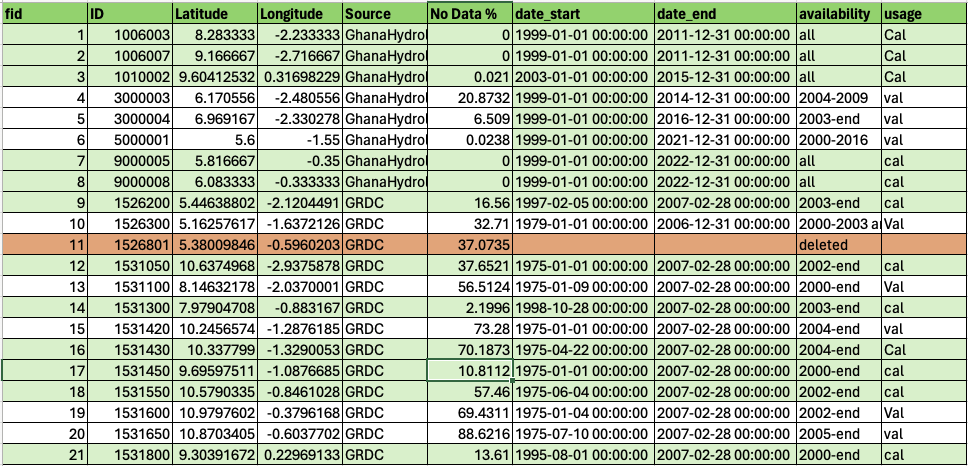 fid ID Latitude Longitude Source No Data % date_start date_end availability usage
1 1006003 8.283333 -2.233333 GhanaHydrol 0 1999-01-01 00:00:00 2011-12-31 00:00:00 all Cal
2 1006007 9.166667 -2.716667 GhanaHydrol 0 1999-01-01 00:00:00 2011-12-31 00:00:00 all Cal
3 1010002 9.60412532 0.31698229 GhanaHydrol 0.021 2003-01-01 00:00:00 2015-12-31 00:00:00 all Cal
4 3000003 6.170556 -2.480556 GhanaHydrol 20.8732 1999-01-01 00:00:00 2014-12-31 00:00:00 2004-2009 val
5 3000004 6.969167 -2.330278 GhanaHydrol 6.509 1999-01-01 00:00:00 2016-12-31 00:00:00 2003-end val
6 5000001 5.6 -1.55 GhanaHydrol 0.0238 1999-01-01 00:00:00 2021-12-31 00:00:00 2000-2016 val
7 9000005 5.816667 -0.35 GhanaHydrol 0 1999-01-01 00:00:00 2022-12-31 00:00:00 all cal
8 9000008 6.083333 -0.333333 GhanaHydrol 0 1999-01-01 00:00:00 2022-12-31 00:00:00 all cal
9 1526200 5.44638802 -2.1204491 GRDC 16.56 1997-02-05 00:00:00 2007-02-28 00:00:00 2003-end cal
10 1526300 5.16257617 -1.6372126 GRDC 32.71 1979-01-01 00:00:00 2006-12-31 00:00:00 2000-2003 a Val
11 1526801 5.38009846 -0.5960203 GRDC 37.0735 deleted
12 1531050 10.6374968 -2.9375878 GRDC 37.6521 1975-01-01 00:00:00 2007-02-28 00:00:00 2002-end cal
13 1531100 8.14632178 -2.0370001 GRDC 56.5124 1975-01-09 00:00:00 2007-02-28 00:00:00 2000-end Val
14 1531300 7.97904708 -0.883167 GRDC 2.1996 1998-10-28 00:00:00 2007-02-28 00:00:00 2003-end cal
15 1531420 10.2456574 -1.2876185 GRDC 73.28 1975-01-01 00:00:00 2007-02-28 00:00:00 2004-end val
16 1531430 10.337799 -1.3290053 GRDC 70.1873 1975-04-22 00:00:00 2007-02-28 00:00:00 2004-end Cal
17 1531450 9.69597511 -1.0876685 GRDC 10.8112 1975-01-01 00:00:00 2007-02-28 00:00:00 2000-end cal
18 1531550 10.5790335 -0.8461028 GRDC 57.46 1975-06-04 00:00:00 2007-02-28 00:00:00 2002-end cal
19 1531600 10.9797602 -0.3796168 GRDC 69.4311 1975-01-04 00:00:00 2007-02-28 00:00:00 2002-end Val
20 1531650 10.8703405 -0.6037702 GRDC 88.6216 1975-07-10 00:00:00 2007-02-28 00:00:00 2005-end val
21 1531800 9.30391672 0.22969133 GRDC 13.61 1995-08-01 00:00:00 2007-02-28 00:00:00 2000-end cal